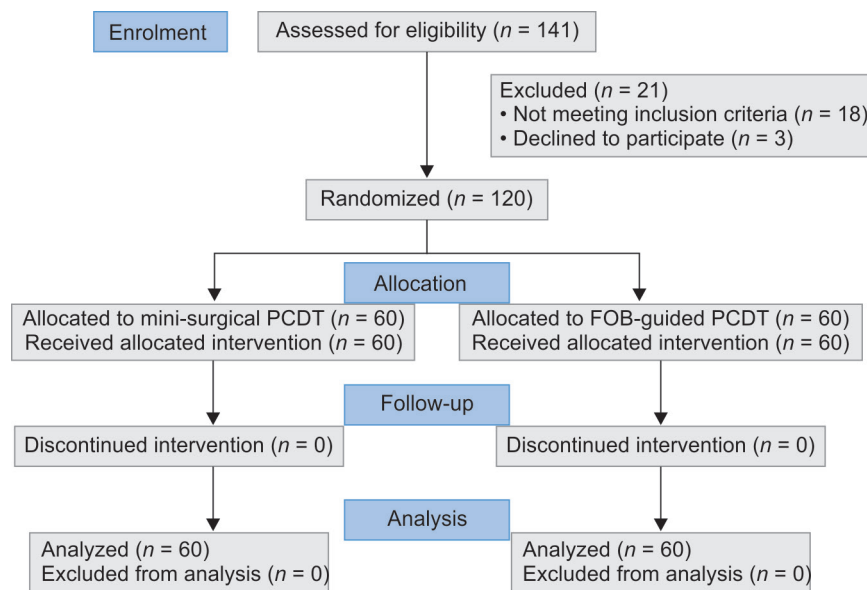 Enrolment
Assessed for eligibility (n = 141)
Excluded (n = 21)
• Not meeting inclusion criteria (n = 18)
• Declined to participate (n = 3)
Randomized (n = 120)
Allocation
Allocated to mini-surgical PCDT (n = 60)
Received allocated intervention (n = 60)
Allocated to FOB-guided PCDT (n = 60)
Received allocated intervention (n = 60)
Follow-up
Discontinued intervention (n = 0)
Discontinued intervention (n = 0)
Analysis
Analyzed (n = 60)
Excluded from analysis (n = 0)
Analyzed (n = 60)
Excluded from analysis (n = 0)